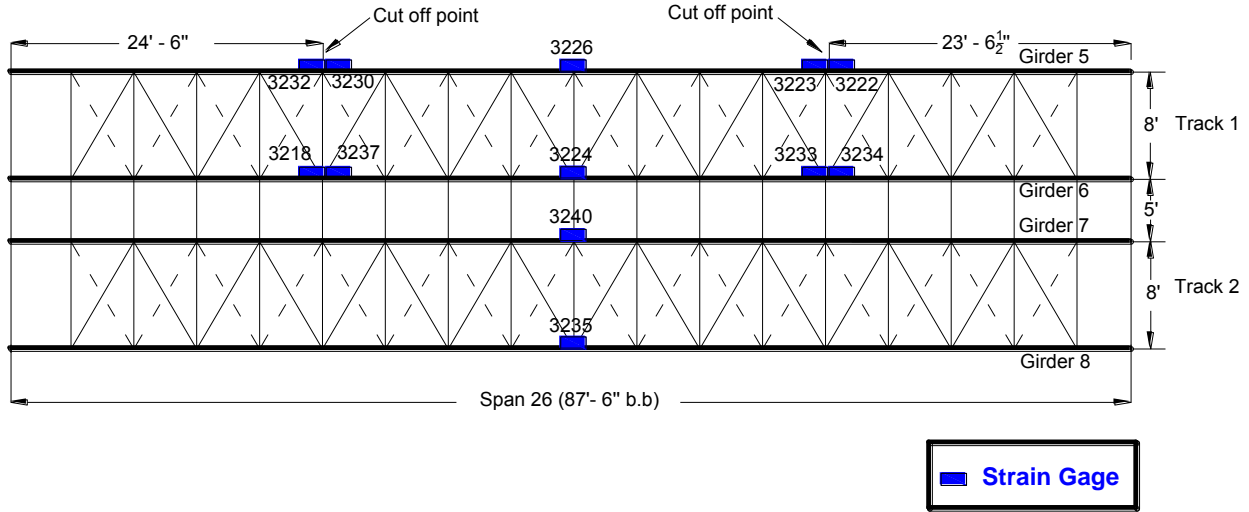 Cut off point
Cut off point
24' - 6"
3226
23' - 6½"
Girder 5
3232
3230
3223
3222
8'
Track 1
3218
3237
3224
3233
3234
Girder 6
5'
3240
Girder 7
8'
Track 2
3235
Girder 8
Span 26 (87'- 6" b.b)
Strain Gage